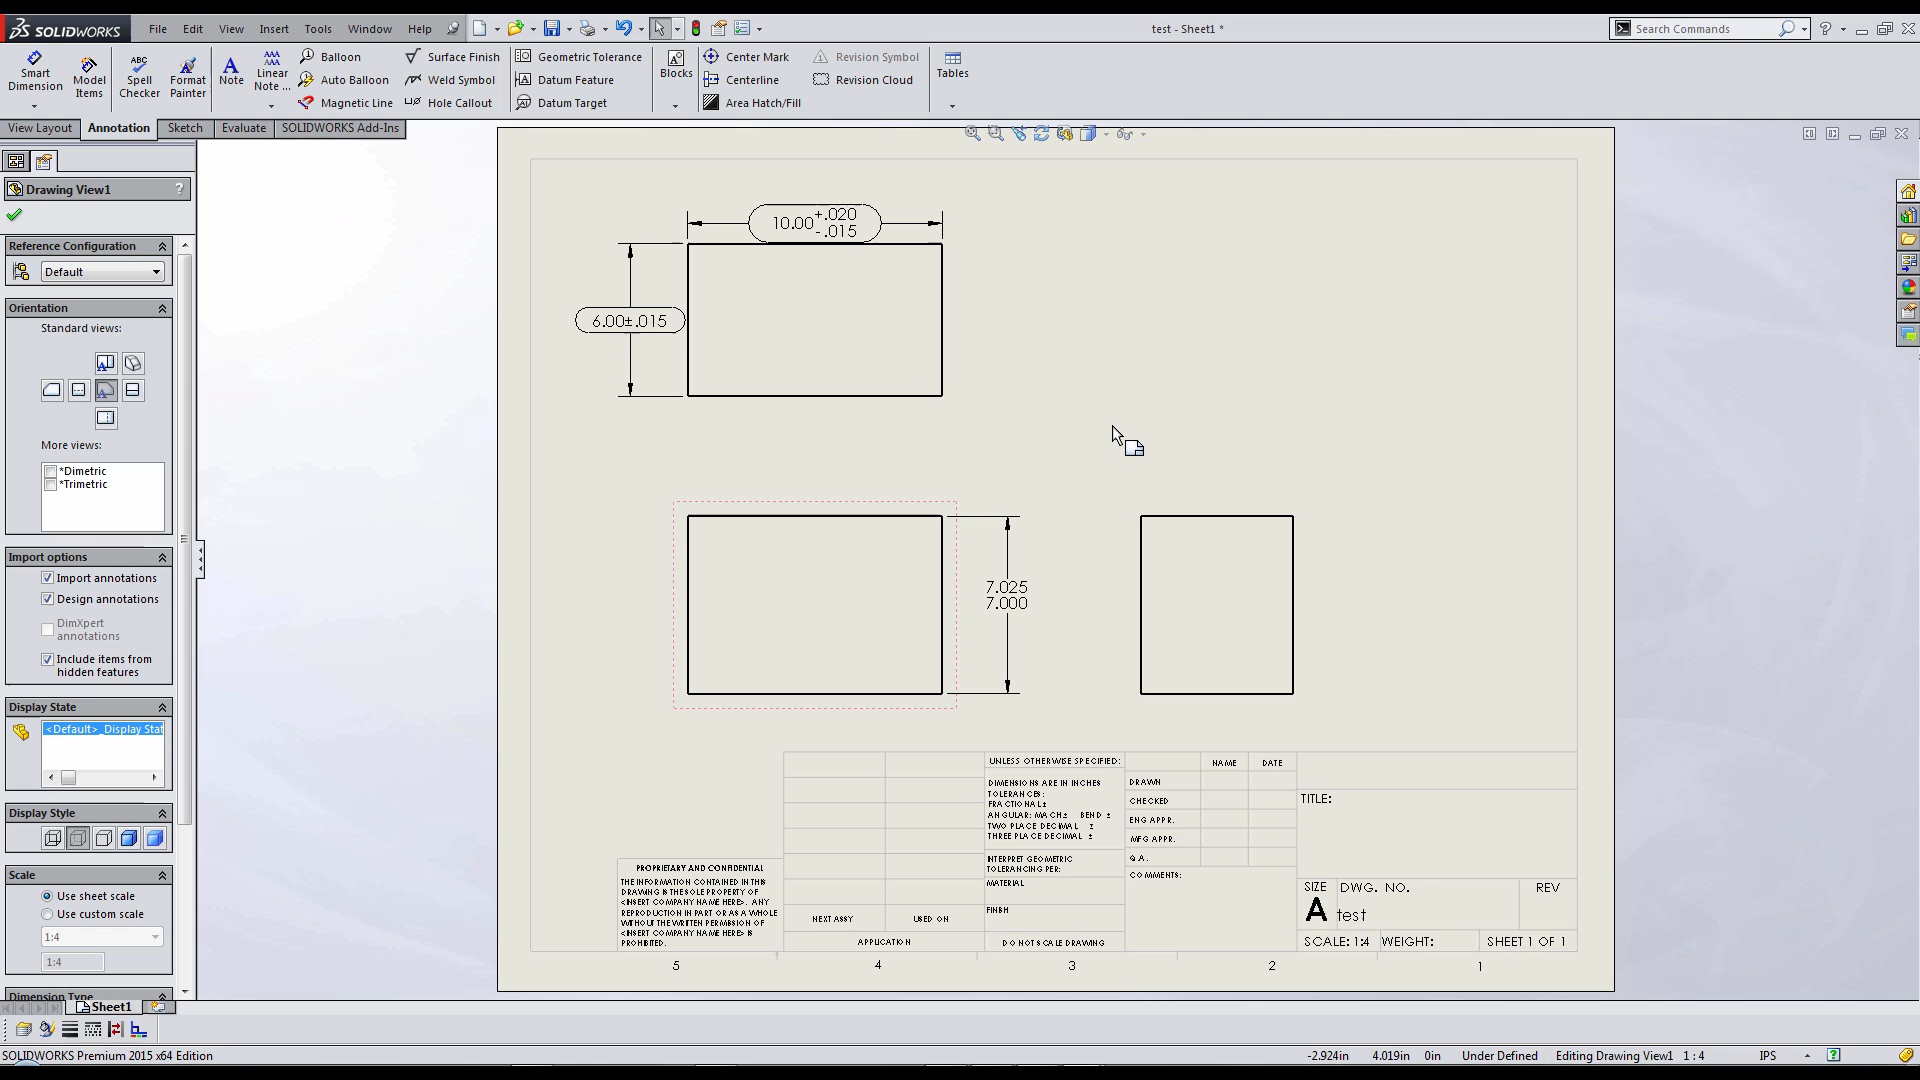 SOLIDWORKS File Edit View Insert Tools Window Help test - Sheet1 * Search Commands
Smart Dimension
Model Items
Spell Checker
Format Painter
Note
Linear Note ...
Balloon
Auto Balloon
Magnetic Line
Surface Finish
Weld Symbol
Hole Callout
Geometric Tolerance
Datum Feature
Datum Target
Blocks
Center Mark
Centerline
Area Hatch/Fill
Revision Symbol
Revision Cloud
Tables
View Layout Annotation Sketch Evaluate SOLIDWORKS Add-Ins
Drawing View1 ?
Reference Configuration
Default
Orientation
Standard views:
More views:
*Dimetric
*Trimetric
Import options
Import annotations
Design annotations
DimXpert
annotations
Include items from
hidden features
Display State
<Default>_Display Stat
Display Style
Scale
Use sheet scale
Use custom scale
1:4
1:4
Dimension Type
10.00 +.020
-.015
6.00±.015
7.025
7.000
UNLESS OTHERWISE SPECIFIED:
DIMENSIONS ARE IN INCHES
TOLERANCES:
FRACTIONAL±
ANGULAR: MACH± BEND ±
TWO PLACE DECIMAL ±
THREE PLACE DECIMAL ±
INTERPRET GEOMETRIC
TOLERANCING PER:
MATERIAL
FINISH
DO NOT SCALE DRAWING
NAME DATE
DRAWN
CHECKED
ENG APPR.
MFG APPR.
Q.A.
COMMENTS:
TITLE:
SIZE DWG. NO. REV
A test
SCALE: 1:4 WEIGHT: SHEET 1 OF 1
PROPRIETARY AND CONFIDENTIAL
THE INFORMATION CONTAINED IN THIS
DRAWING IS THE SOLE PROPERTY OF
<INSERT COMPANY NAME HERE>. ANY
REPRODUCTION IN PART OR AS A WHOLE
WITHOUT THE WRITTEN PERMISSION OF
<INSERT COMPANY NAME HERE> IS
PROHIBITED.
NEXT ASSY USED ON
APPLICATION
5 4 3 2 1
Sheet1
SOLIDWORKS Premium 2015 x64 Edition -2.924in 4.019in 0in Under Defined Editing Drawing View1 1 : 4 IPS